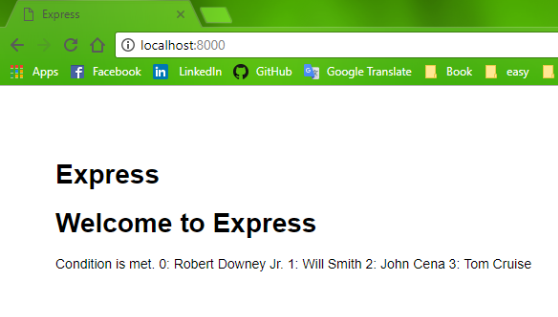 Express
localhost:8000
Apps Facebook LinkedIn GitHub Google Translate Book easy
Express
Welcome to Express
Condition is met. 0: Robert Downey Jr. 1: Will Smith 2: John Cena 3: Tom Cruise